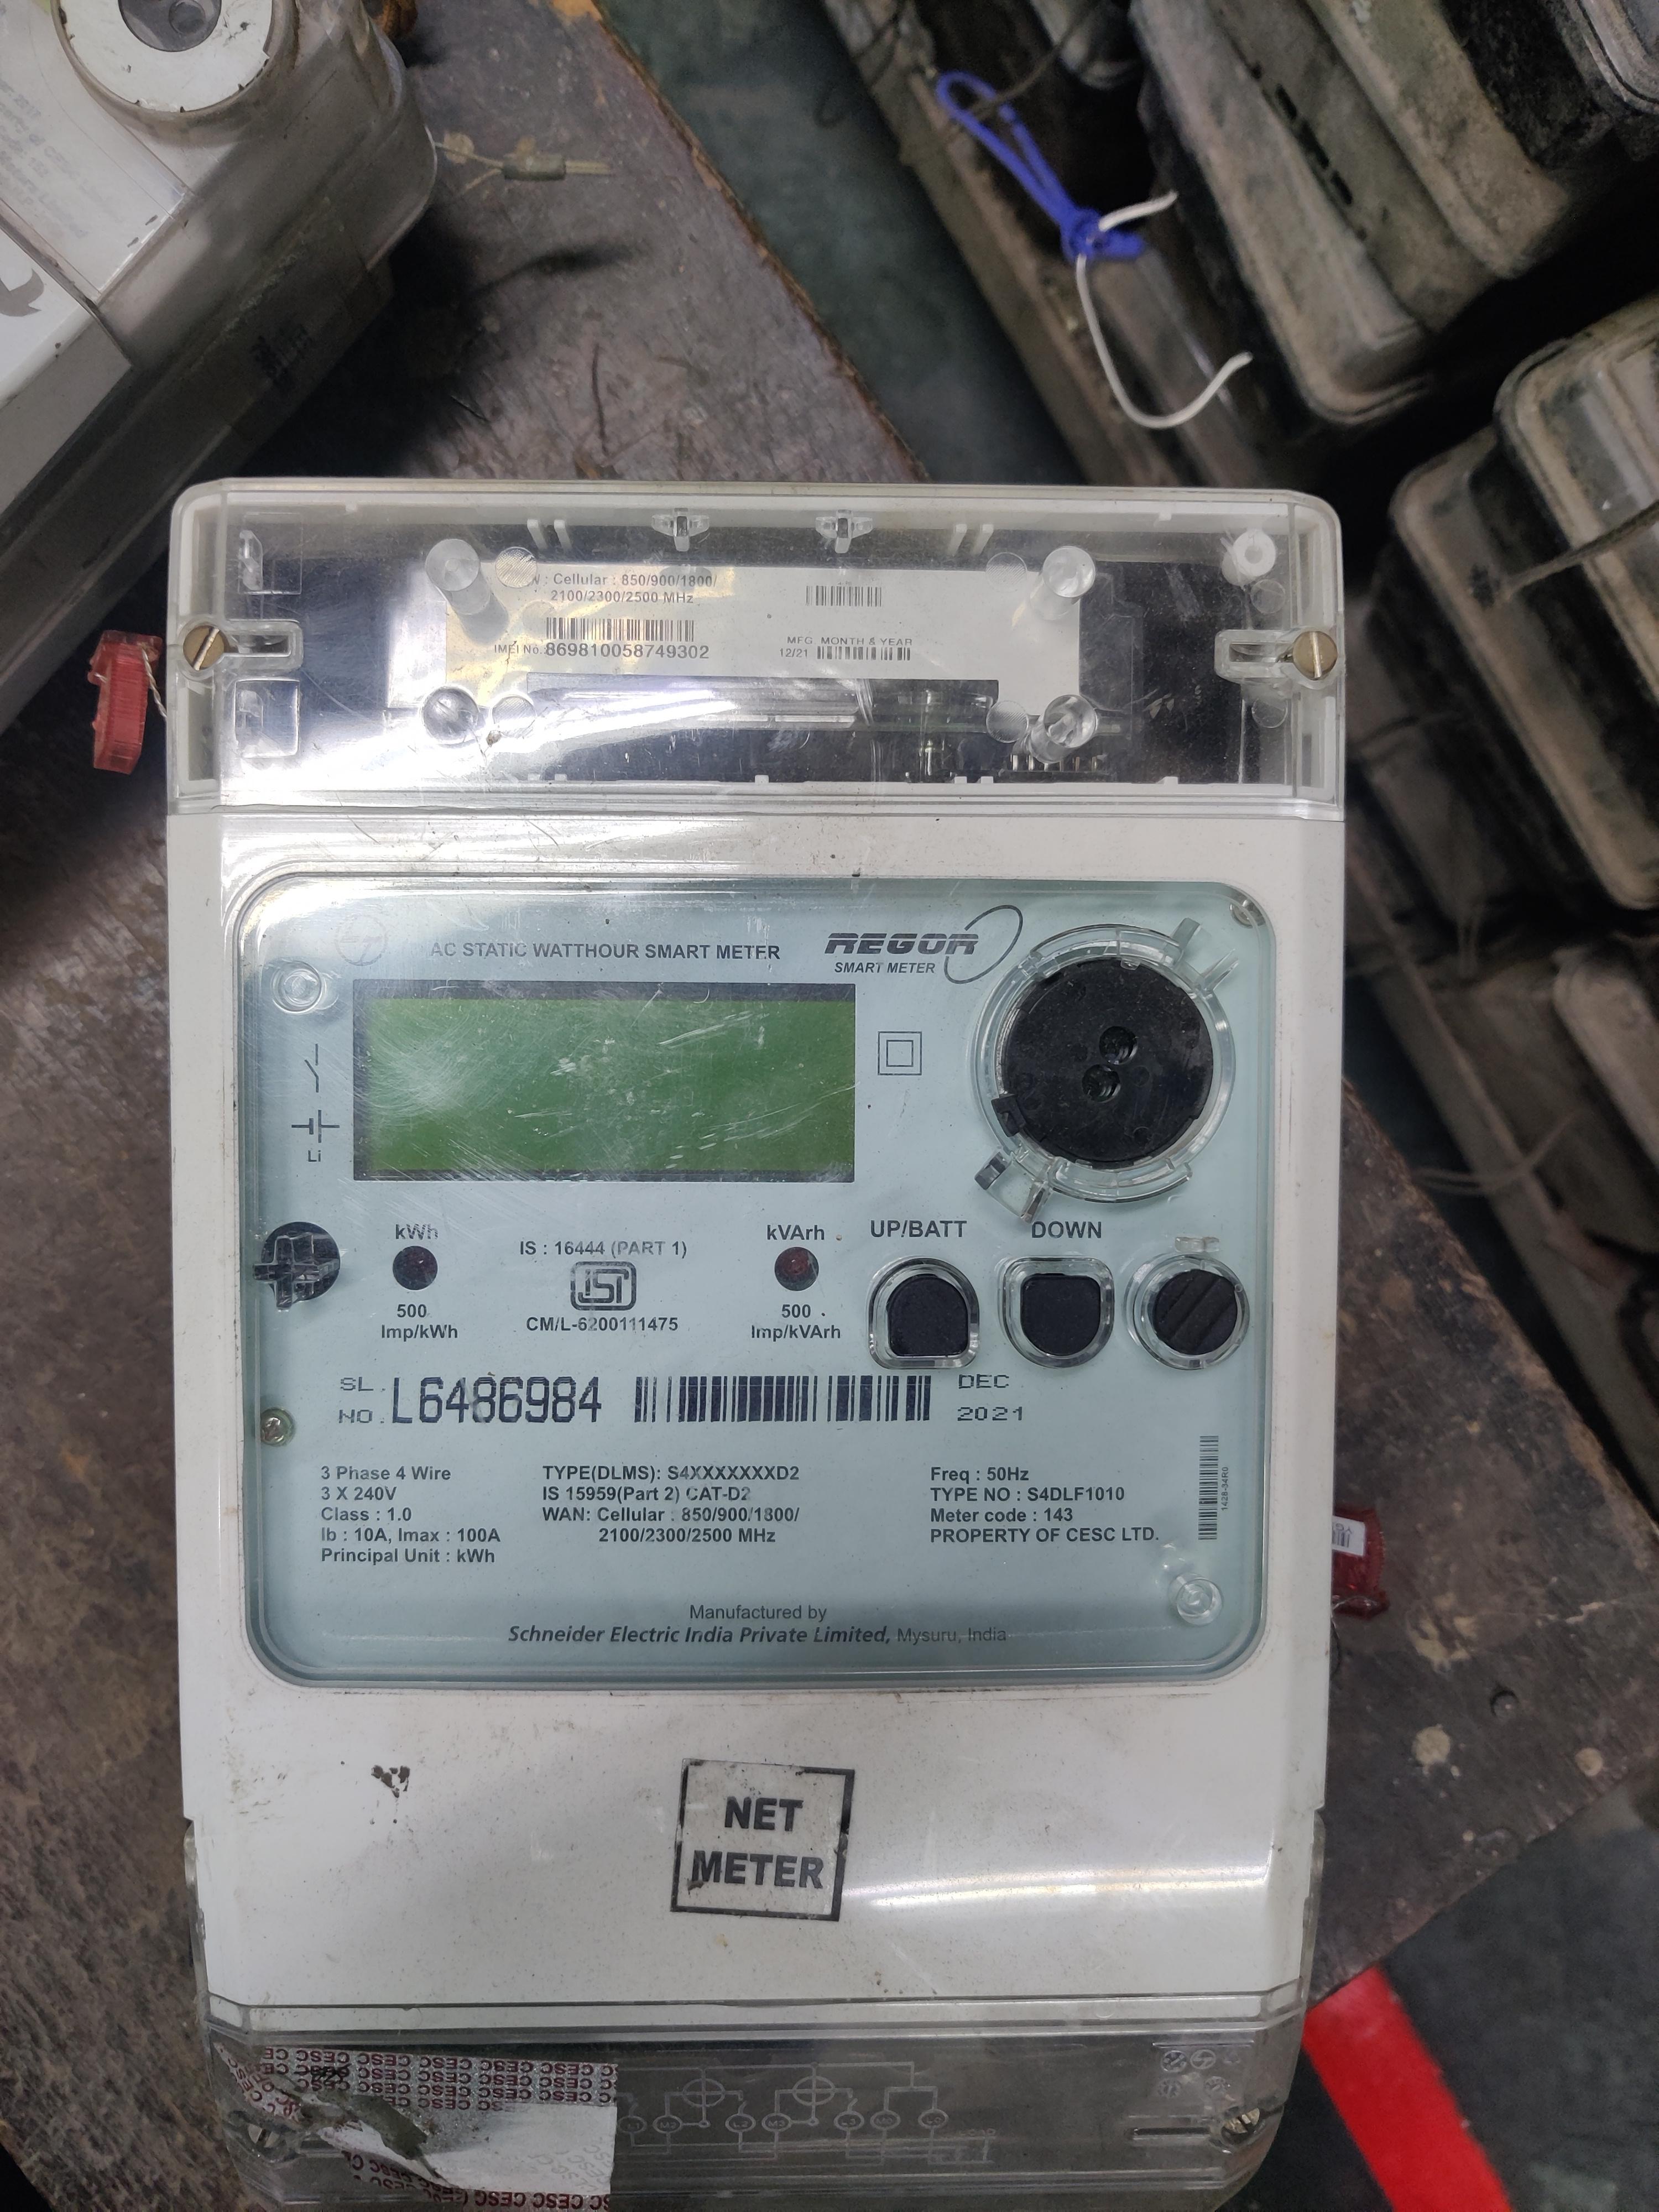 : Cellular : 850/900/1800/
2100/2300/2500 MHz
IMEI No. 869810058749302
MFG. MONTH & YEAR
12/21
AC STATIC WATTHOUR SMART METER
REGOR
SMART METER
Li
kWh
500
Imp/kWh
IS : 16444 (PART 1)
ISI
CM/L-6200111475
kVArh
500
Imp/kVArh
UP/BATT
DOWN
SL.
NO. L6486984
DEC
2021
3 Phase 4 Wire
3 X 240V
Class : 1.0
Ib : 10A, Imax : 100A
Principal Unit : kWh
TYPE(DLMS): S4XXXXXXXD2
IS 15959(Part 2) CAT-D2
WAN: Cellular : 850/900/1800/
2100/2300/2500 MHz
Freq : 50Hz
TYPE NO : S4DLF1010
Meter code : 143
PROPERTY OF CESC LTD.
Manufactured by
Schneider Electric India Private Limited, Mysuru, India
NET
METER
CESC CESC CESC CESC CESC